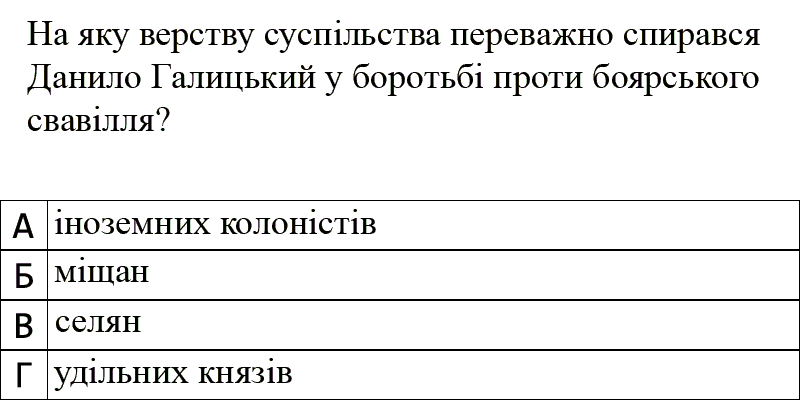 На яку верству суспільства переважно спирався
Данило Галицький у боротьбі проти боярського
свавілля?
А іноземних колоністів
Б міщан
В селян
Г удільних князів